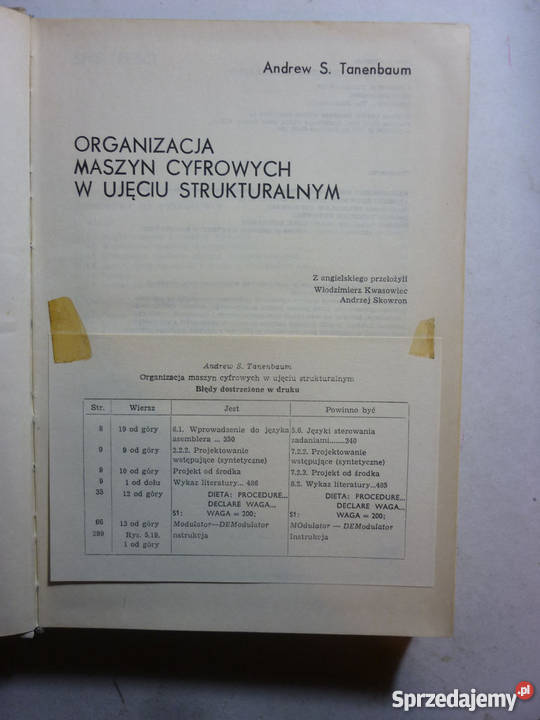 Andrew S. Tanenbaum
ORGANIZACJA
MASZYN CYFROWYCH
W UJĘCIU STRUKTURALNYM
Z angielskiego przełożyli
Włodzimierz Kwasowiec
Andrzej Skowron
Andrew S. Tanenbaum
Organizacja maszyn cyfrowych w ujęciu strukturalnym
Błędy dostrzeżone w druku
Str. Wiersz Jest Powinno być
8 19 od góry 6.1. Wprowadzenie do języka 5.6. Języki sterowania
asemblera ... 350 zadaniami........340
9 9 od góry 2.2.2. Projektowanie 7.2.2. Projektowanie
wstępujące (syntetyczne) wstępujące (syntetyczne)
9 10 od góry Projekt od środka 7.2.3. Projekt od środka
9 1 od dołu Wykaz literatury... 486 8.2. Wykaz literatury...485
33 12 od góry DIETA: PROCEDURE... DIETA: PROCEDURE...
DECLARE WAGA... DECLARE WAGA...
S1: WAGA = 200; S1: WAGA = 200;
66 13 od góry Modulator—DEModulator MOdulator — DEModulator
289 Rys. 5.19. nstrukcja Instrukcja
1 od góry
Sprzedajemy.pl